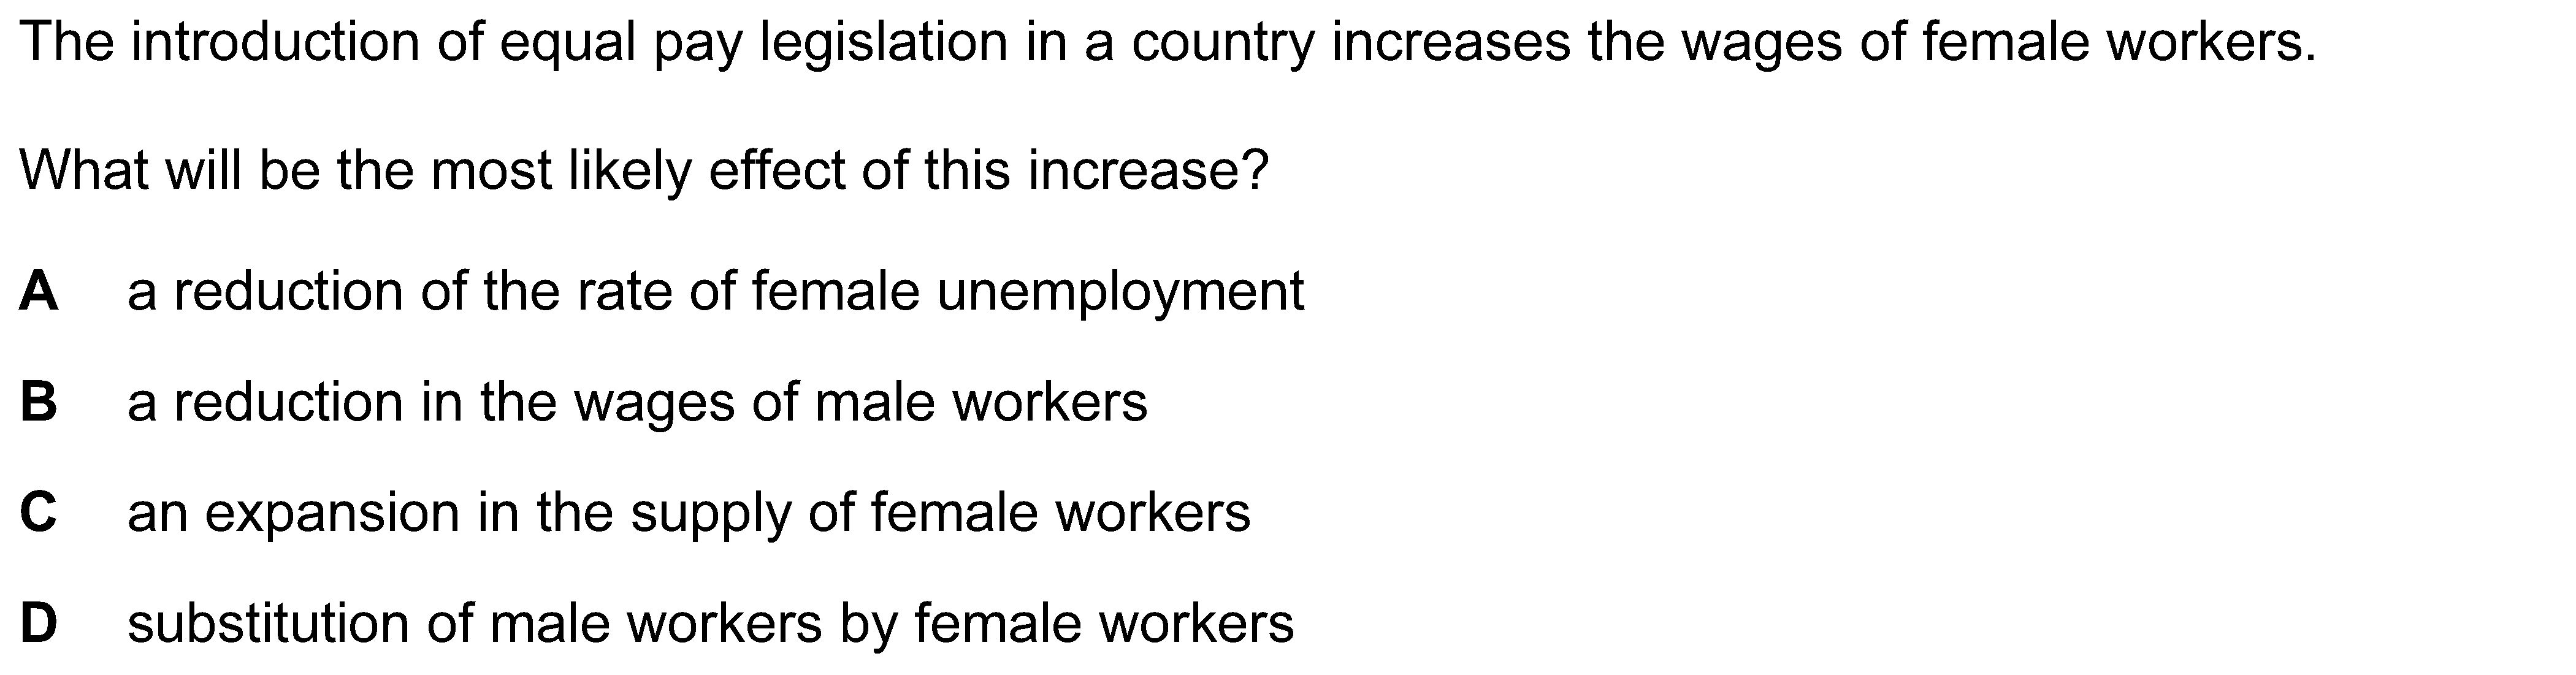 The introduction of equal pay legislation in a country increases the wages of female workers.
What will be the most likely effect of this increase?
A a reduction of the rate of female unemployment
B a reduction in the wages of male workers
C an expansion in the supply of female workers
D substitution of male workers by female workers